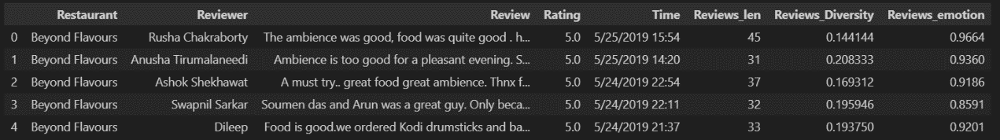 Restaurant Reviewer Review Rating Time Reviews_len Reviews_Diversity Reviews_emotion
0 Beyond Flavours Rusha Chakraborty The ambience was good, food was quite good . h... 5.0 5/25/2019 15:54 45 0.144144 0.9664
1 Beyond Flavours Anusha Tirumalaneedi Ambience is too good for a pleasant evening. S... 5.0 5/25/2019 14:20 31 0.208333 0.9360
2 Beyond Flavours Ashok Shekhawat A must try.. great food great ambience. Thnx f... 5.0 5/24/2019 22:54 37 0.169312 0.9186
3 Beyond Flavours Swapnil Sarkar Soumen das and Arun was a great guy. Only beca... 5.0 5/24/2019 22:11 32 0.195946 0.8591
4 Beyond Flavours Dileep Food is good.we ordered Kodi drumsticks and ba... 5.0 5/24/2019 21:37 33 0.193750 0.9201